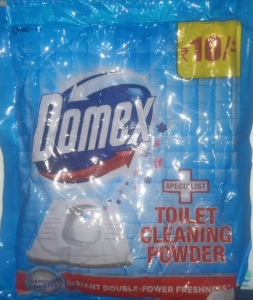 ₹10/-
Domex
SPECIALIST
TOILET
CLEANING
POWDER
INSTANT DOUBLE-POWER FRESHNESS